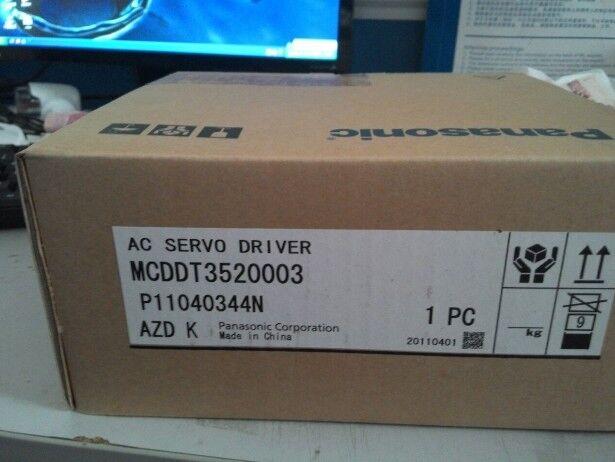 Panasonic
AC SERVO DRIVER
MCDDT3520003
P11040344N
1 PC
AZD K Panasonic Corporation
Made in China
20110401
kg
9